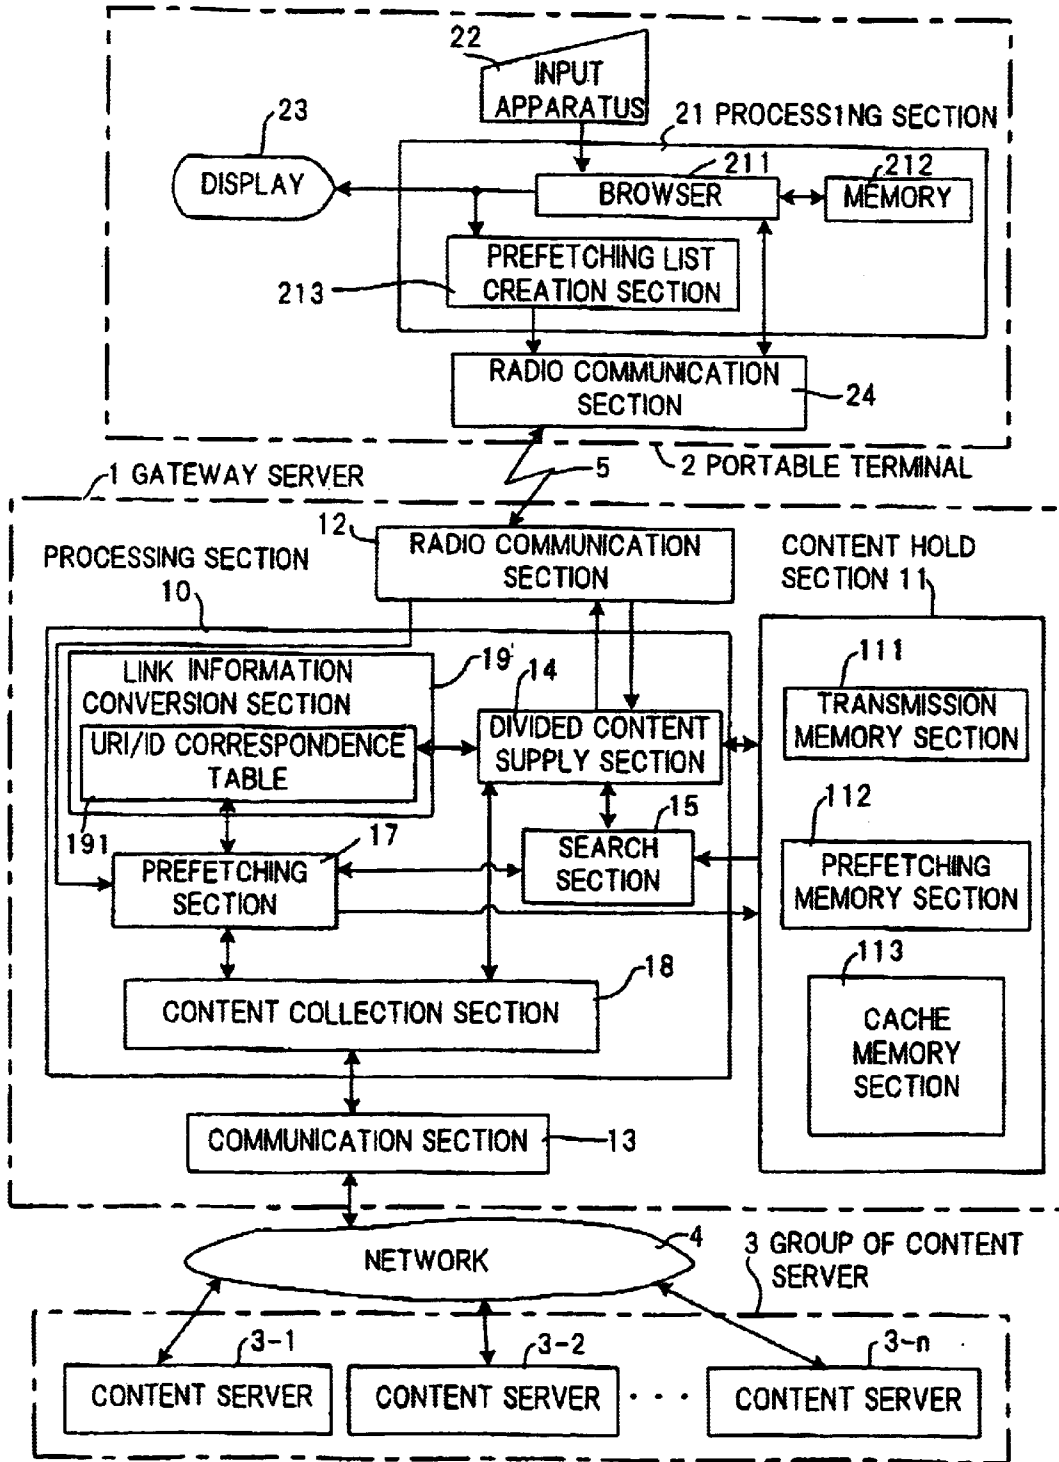 22
INPUT
APPARATUS
23
21 PROCESS1NG SECTION
DISPLAY
211
BROWSER
212
MEMORY
PREFETCHING LIST
CREATION SECTION
213
RADIO COMMUNICATION
SECTION
24
2 PORTABLE TERMINAL
1 GATEWAY SERVER
5
12
RADIO COMMUNICATION
SECTION
PROCESSING SECTION
10
CONTENT HOLD
SECTION 11
LINK INFORMATION
CONVERSION SECTION
19'
URI/ID CORRESPONDENCE
TABLE
191
14
DIVIDED CONTENT
SUPPLY SECTION
111
TRANSMISSION
MEMORY SECTION
15
SEARCH
SECTION
17
PREFETCHING
SECTION
112
PREFETCHING
MEMORY SECTION
18
CONTENT COLLECTION SECTION
113
CACHE
MEMORY
SECTION
COMMUNICATION SECTION
13
NETWORK
4
3 GROUP OF CONTENT
SERVER
3-1
CONTENT SERVER
3-2
CONTENT SERVER
· · · ·
3-n
CONTENT SERVER